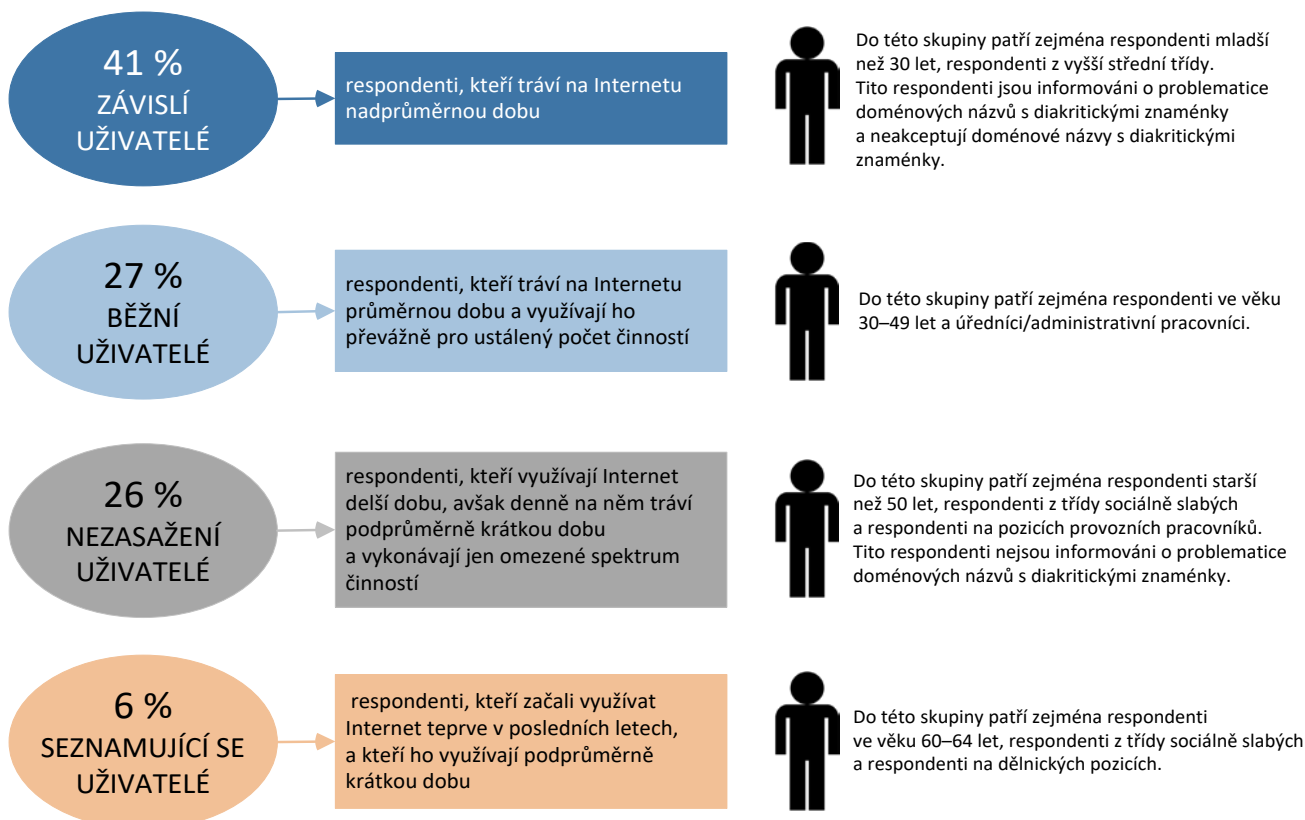 41 %
ZÁVISLÍ
UŽIVATELÉ
respondenti, kteří tráví na Internetu
nadprůměrnou dobu
Do této skupiny patří zejména respondenti mladší
než 30 let, respondenti z vyšší střední třídy.
Tito respondenti jsou informováni o problematice
doménových názvů s diakritickými znaménky
a neakceptují doménové názvy s diakritickými
znaménky.
27 %
BĚŽNÍ
UŽIVATELÉ
respondenti, kteří tráví na Internetu
průměrnou dobu a využívají ho
převážně pro ustálený počet činností
Do této skupiny patří zejména respondenti ve věku
30–49 let a úředníci/administrativní pracovníci.
26 %
NEZASAŽENÍ
UŽIVATELÉ
respondenti, kteří využívají Internet
delší dobu, avšak denně na něm tráví
podprůměrně krátkou dobu
a vykonávají jen omezené spektrum
činností
Do této skupiny patří zejména respondenti starší
než 50 let, respondenti z třídy sociálně slabých
a respondenti na pozicích provozních pracovníků.
Tito respondenti nejsou informováni o problematice
doménových názvů s diakritickými znaménky.
6 %
SEZNAMUJÍCÍ SE
UŽIVATELÉ
respondenti, kteří začali využívat
Internet teprve v posledních letech,
a kteří ho využívají podprůměrně
krátkou dobu
Do této skupiny patří zejména respondenti
ve věku 60–64 let, respondenti z třídy sociálně slabých
a respondenti na dělnických pozicích.